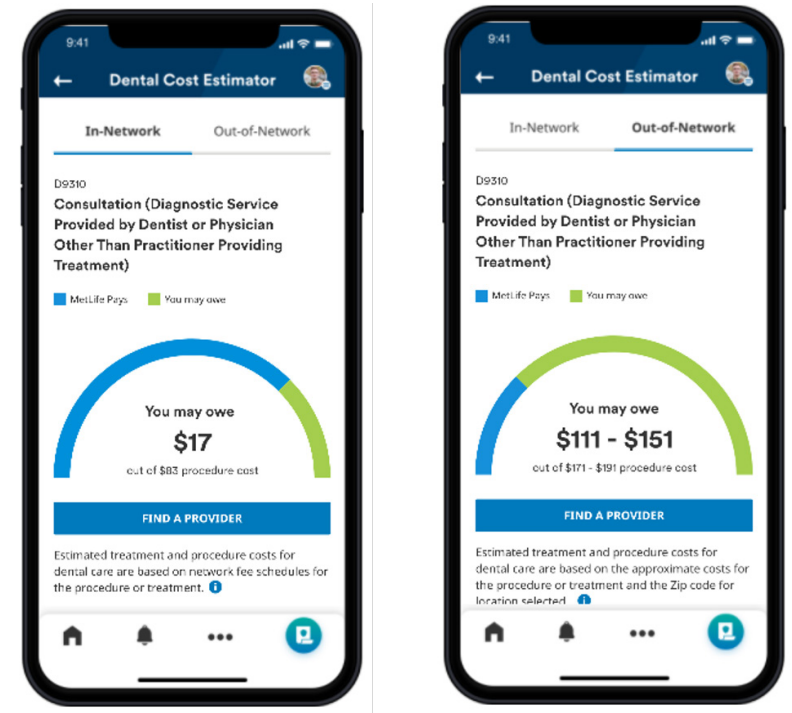 9:41
Dental Cost Estimator
In-Network Out-of-Network
D9310
Consultation (Diagnostic Service
Provided by Dentist or Physician
Other Than Practitioner Providing
Treatment)
MetLife Pays You may owe
You may owe
$17
out of $83 procedure cost
FIND A PROVIDER
Estimated treatment and procedure costs for
dental care are based on network fee schedules for
the procedure or treatment.
9:41
Dental Cost Estimator
In-Network Out-of-Network
D9310
Consultation (Diagnostic Service
Provided by Dentist or Physician
Other Than Practitioner Providing
Treatment)
MetLife Pays You may owe
You may owe
$111 - $151
out of $171 - $191 procedure cost
FIND A PROVIDER
Estimated treatment and procedure costs for
dental care are based on the approximate costs for
the procedure or treatment and the Zip code for
location selected.